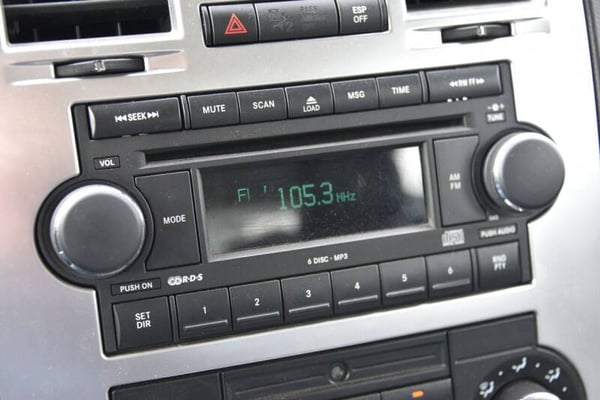 ESP
OFF
SEEK
MUTE
SCAN
LOAD
MSG
TIME
RW FF
TUNE
VOL
MODE
FM 105.3 MHz
AM
FM
PUSH AUDIO
6 DISC • MP3
R•D•S
PUSH ON
SET
DIR
1 2 3 4 5 6
RND
PTY